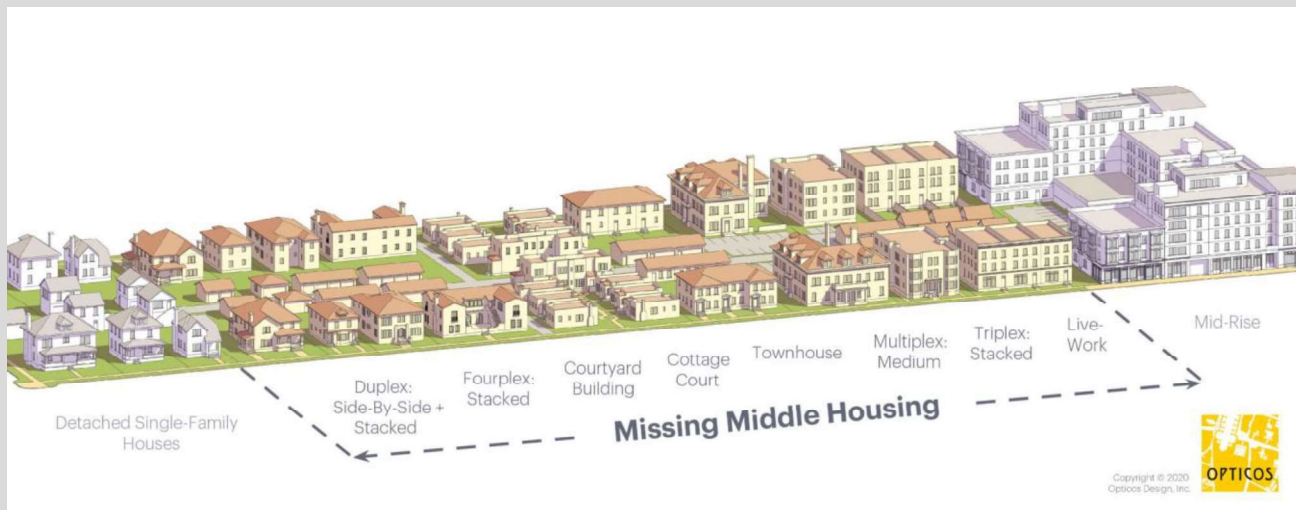 Detached Single-Family
Houses
Duplex:
Side-By-Side +
Stacked
Fourplex:
Stacked
Courtyard
Building
Cottage
Court
Townhouse
Multiplex:
Medium
Triplex:
Stacked
Live-
Work
Mid-Rise
Missing Middle Housing
Copyright © 2020
Opticos Design, Inc.
OPTICOS